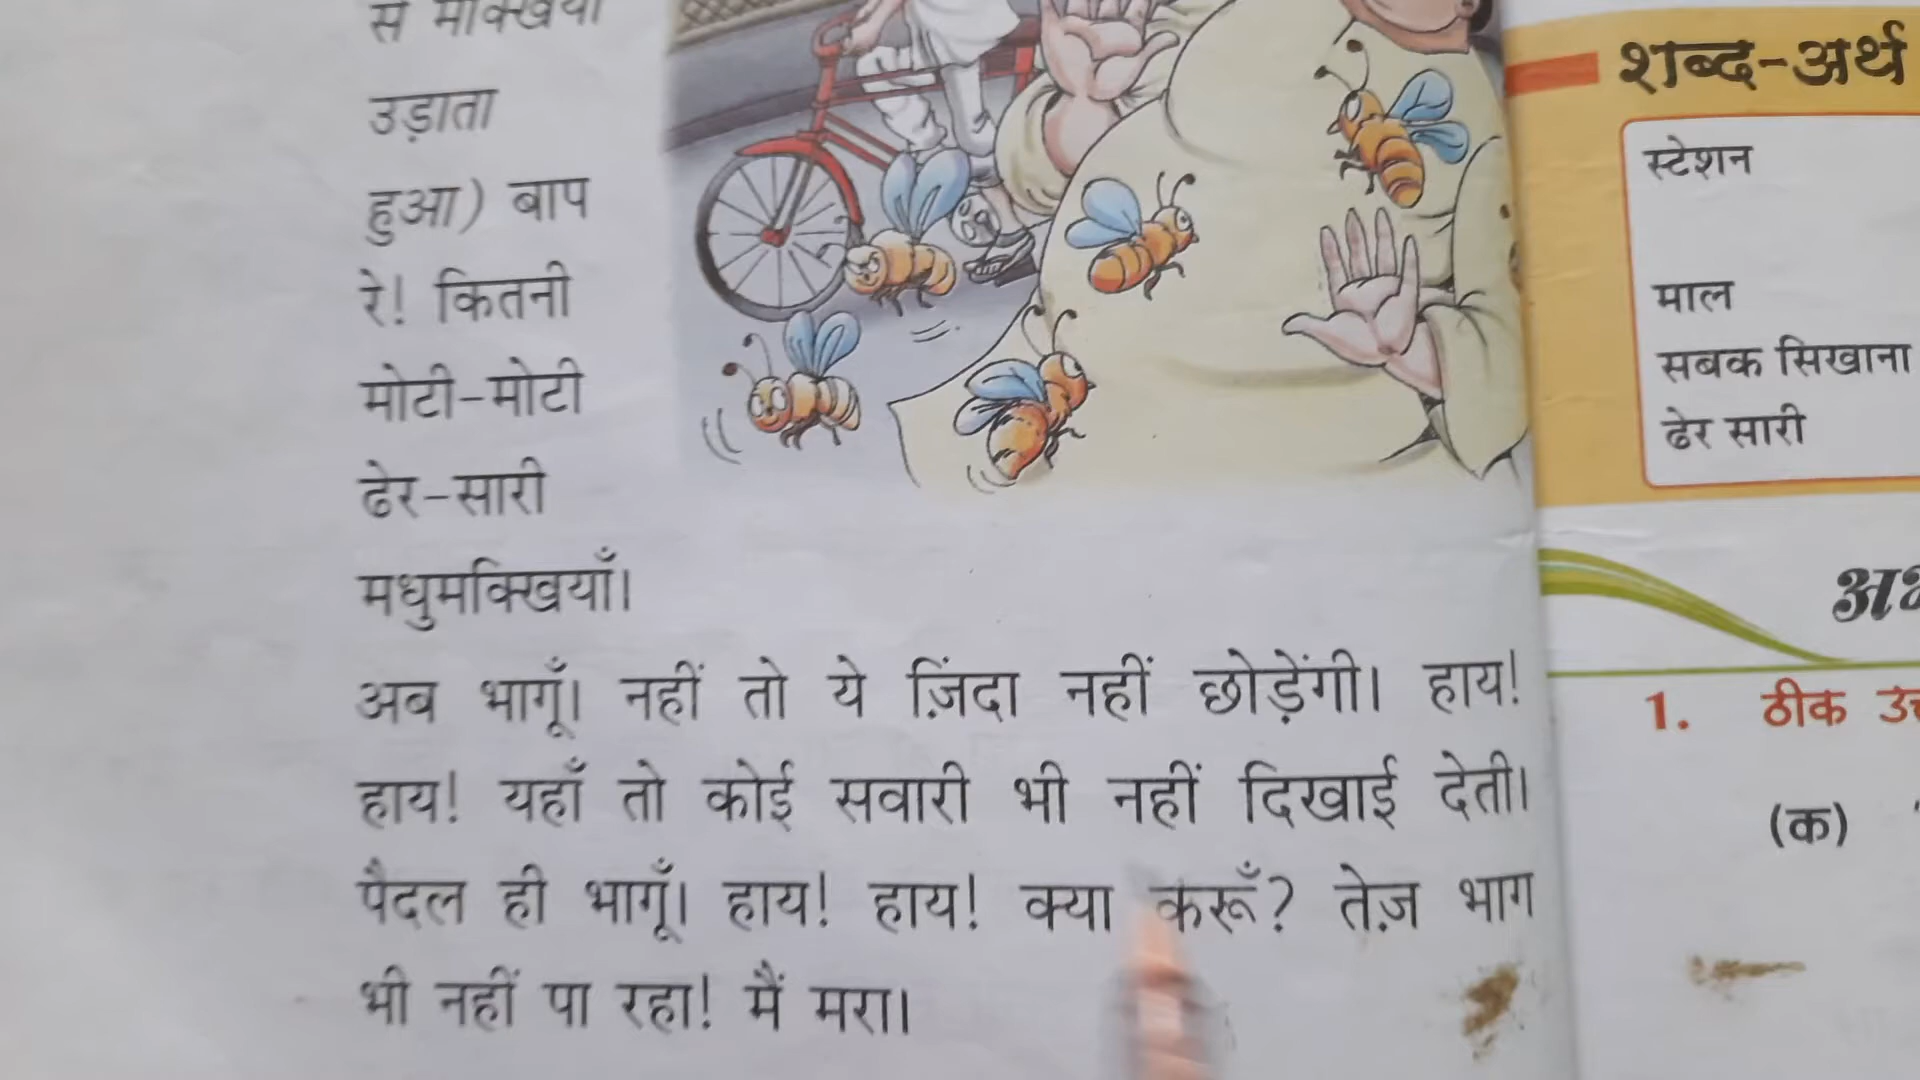 से मक्खियाँ
उड़ाता
हुआ) बाप
रे! कितनी
मोटी-मोटी
ढेर-सारी
मधुमक्खियाँ।
अब भागूँ। नहीं तो ये ज़िंदा नहीं छोड़ेंगी। हाय!
हाय! यहाँ तो कोई सवारी भी नहीं दिखाई देती।
पैदल ही भागूँ। हाय! हाय! क्या करूँ? तेज़ भाग
भी नहीं पा रहा! मैं मरा।
शब्द-अर्थ
स्टेशन
माल
सबक सिखाना
ढेर सारी
1. ठीक
(क)